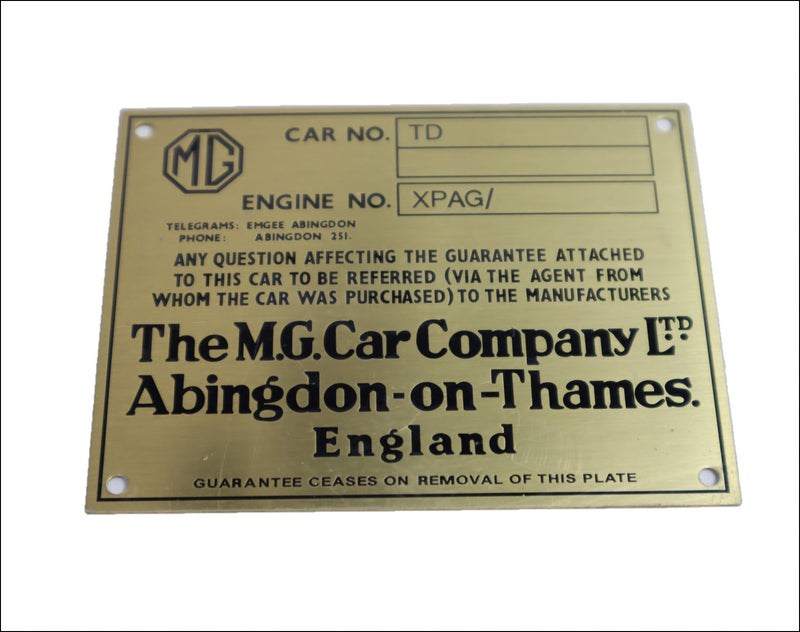 MG
CAR NO. TD
ENGINE NO. XPAG/
TELEGRAMS: EMGEE ABINGDON
PHONE: ABINGDON 251.
ANY QUESTION AFFECTING THE GUARANTEE ATTACHED
TO THIS CAR TO BE REFERRED (VIA THE AGENT FROM
WHOM THE CAR WAS PURCHASED) TO THE MANUFACTURERS
The M.G. Car Company LTD
Abingdon-on-Thames.
England
GUARANTEE CEASES ON REMOVAL OF THIS PLATE